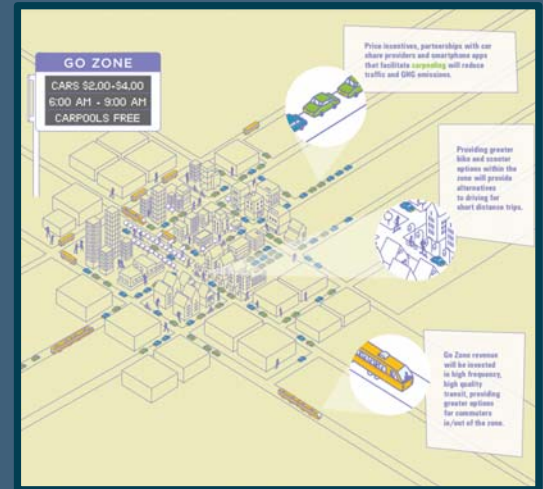 GO ZONE
CARS $2.00-$4.00
6:00 AM - 9:00 AM
CARPOOLS FREE
Price incentives, partnerships with car
share providers and smartphone apps
that facilitate carpooling will reduce
traffic and GHG emissions.
Providing greater
bike and scooter
options within the
zone will provide
alternatives
to driving for
short distance trips.
Go Zone revenue
will be invested
in high frequency,
high quality
transit, providing
greater options
for commuters
in/out of the zone.